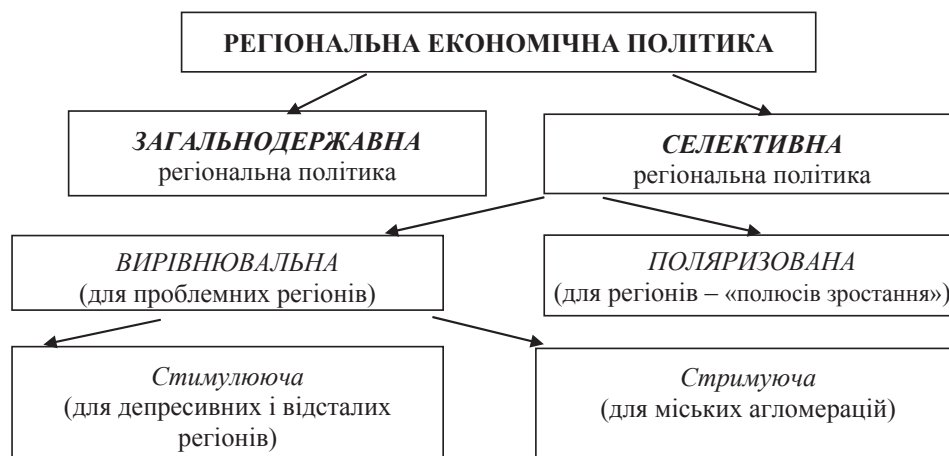 РЕГІОНАЛЬНА ЕКОНОМІЧНА ПОЛІТИКА
ЗАГАЛЬНОДЕРЖАВНА
регіональна політика
СЕЛЕКТИВНА
регіональна політика
ВИРІВНЮВАЛЬНА
(для проблемних регіонів)
ПОЛЯРИЗОВАНА
(для регіонів – «полюсів зростання»)
Стимулююча
(для депресивних і відсталих
регіонів)
Стримуюча
(для міських агломерацій)